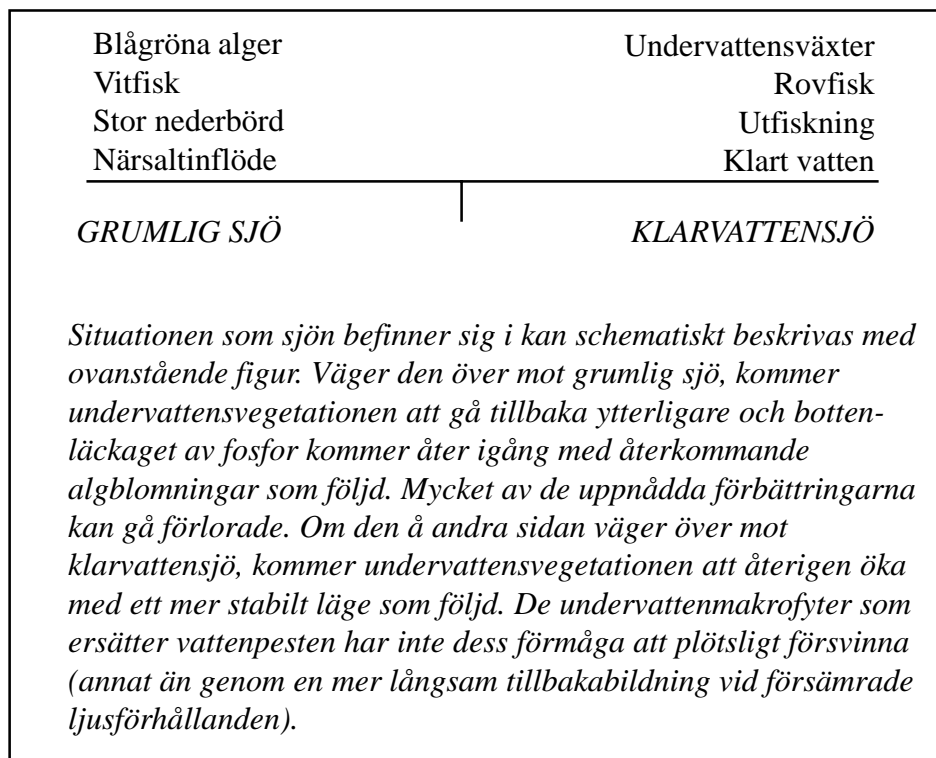 Blågröna alger Undervattensväxter
Vitfisk Rovfisk
Stor nederbörd Utfiskning
Närsaltinflöde Klart vatten
GRUMLIG SJÖ KLARVATTENSJÖ
Situationen som sjön befinner sig i kan schematiskt beskrivas med
ovanstående figur. Väger den över mot grumlig sjö, kommer
undervattensvegetationen att gå tillbaka ytterligare och botten-
läckaget av fosfor kommer åter igång med återkommande
algblomningar som följd. Mycket av de uppnådda förbättringarna
kan gå förlorade. Om den å andra sidan väger över mot
klarvattensjö, kommer undervattensvegetationen att återigen öka
med ett mer stabilt läge som följd. De undervattenmakrofyter som
ersätter vattenpesten har inte dess förmåga att plötsligt försvinna
(annat än genom en mer långsam tillbakabildning vid försämrade
ljusförhållanden).